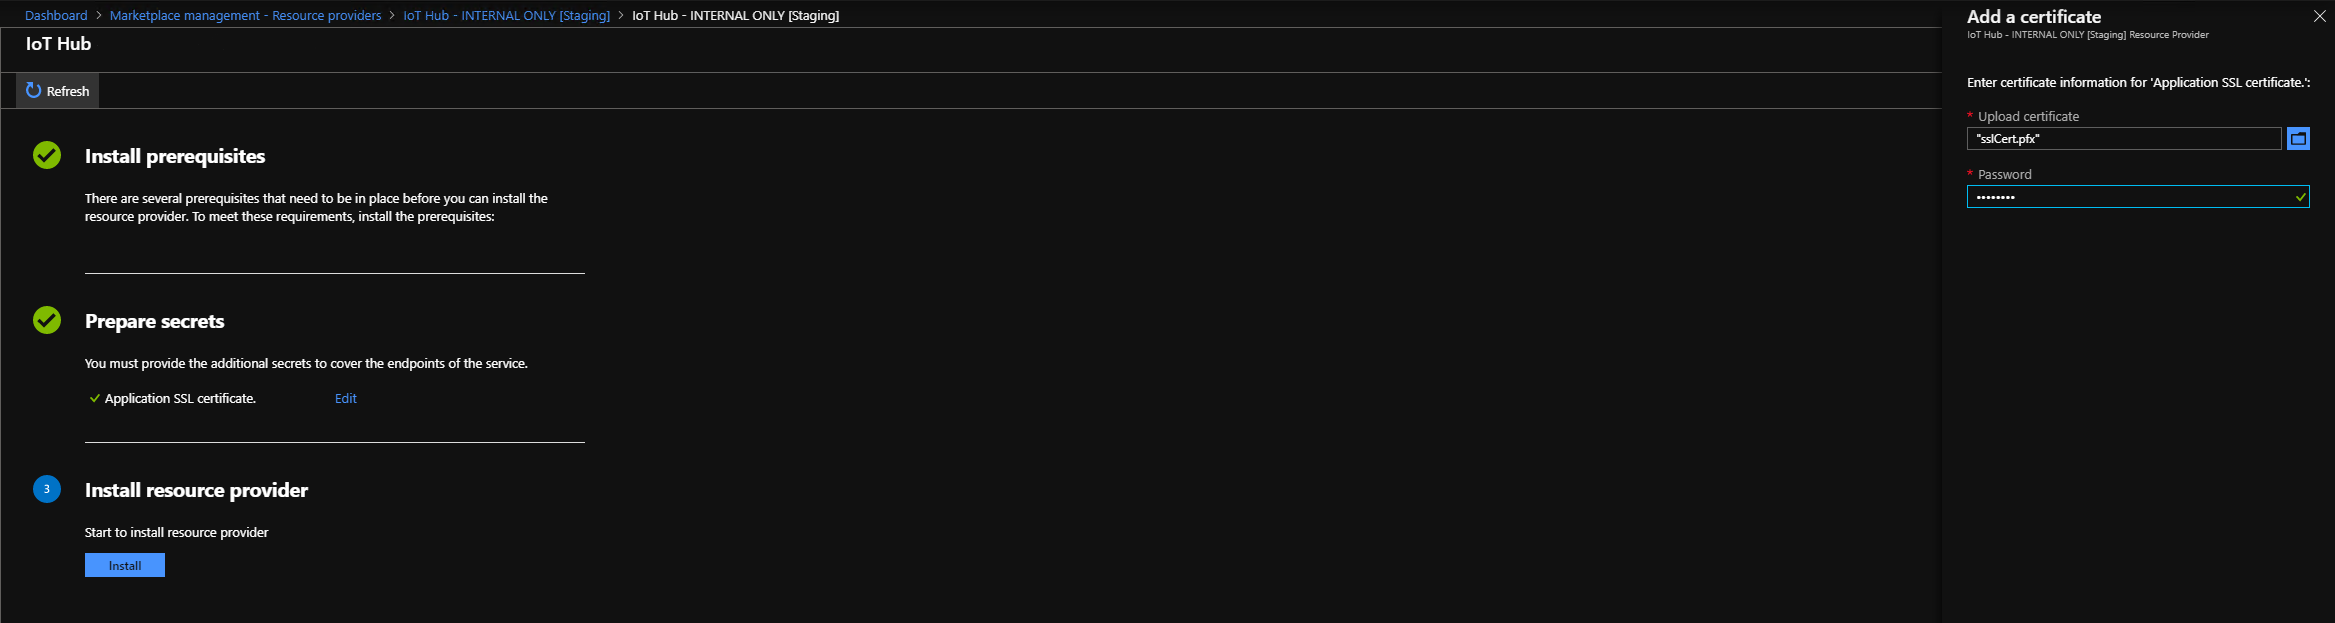 Dashboard > Marketplace management - Resource providers > IoT Hub - INTERNAL ONLY [Staging] > IoT Hub - INTERNAL ONLY [Staging]
IoT Hub
Refresh
Install prerequisites
There are several prerequisites that need to be in place before you can install the
resource provider. To meet these requirements, install the prerequisites:
Prepare secrets
You must provide the additional secrets to cover the endpoints of the service.
Application SSL certificate. Edit
3 Install resource provider
Start to install resource provider
Install
Add a certificate
IoT Hub - INTERNAL ONLY [Staging] Resource Provider
Enter certificate information for 'Application SSL certificate.':
* Upload certificate
"sslCert.pfx"
* Password
••••••••